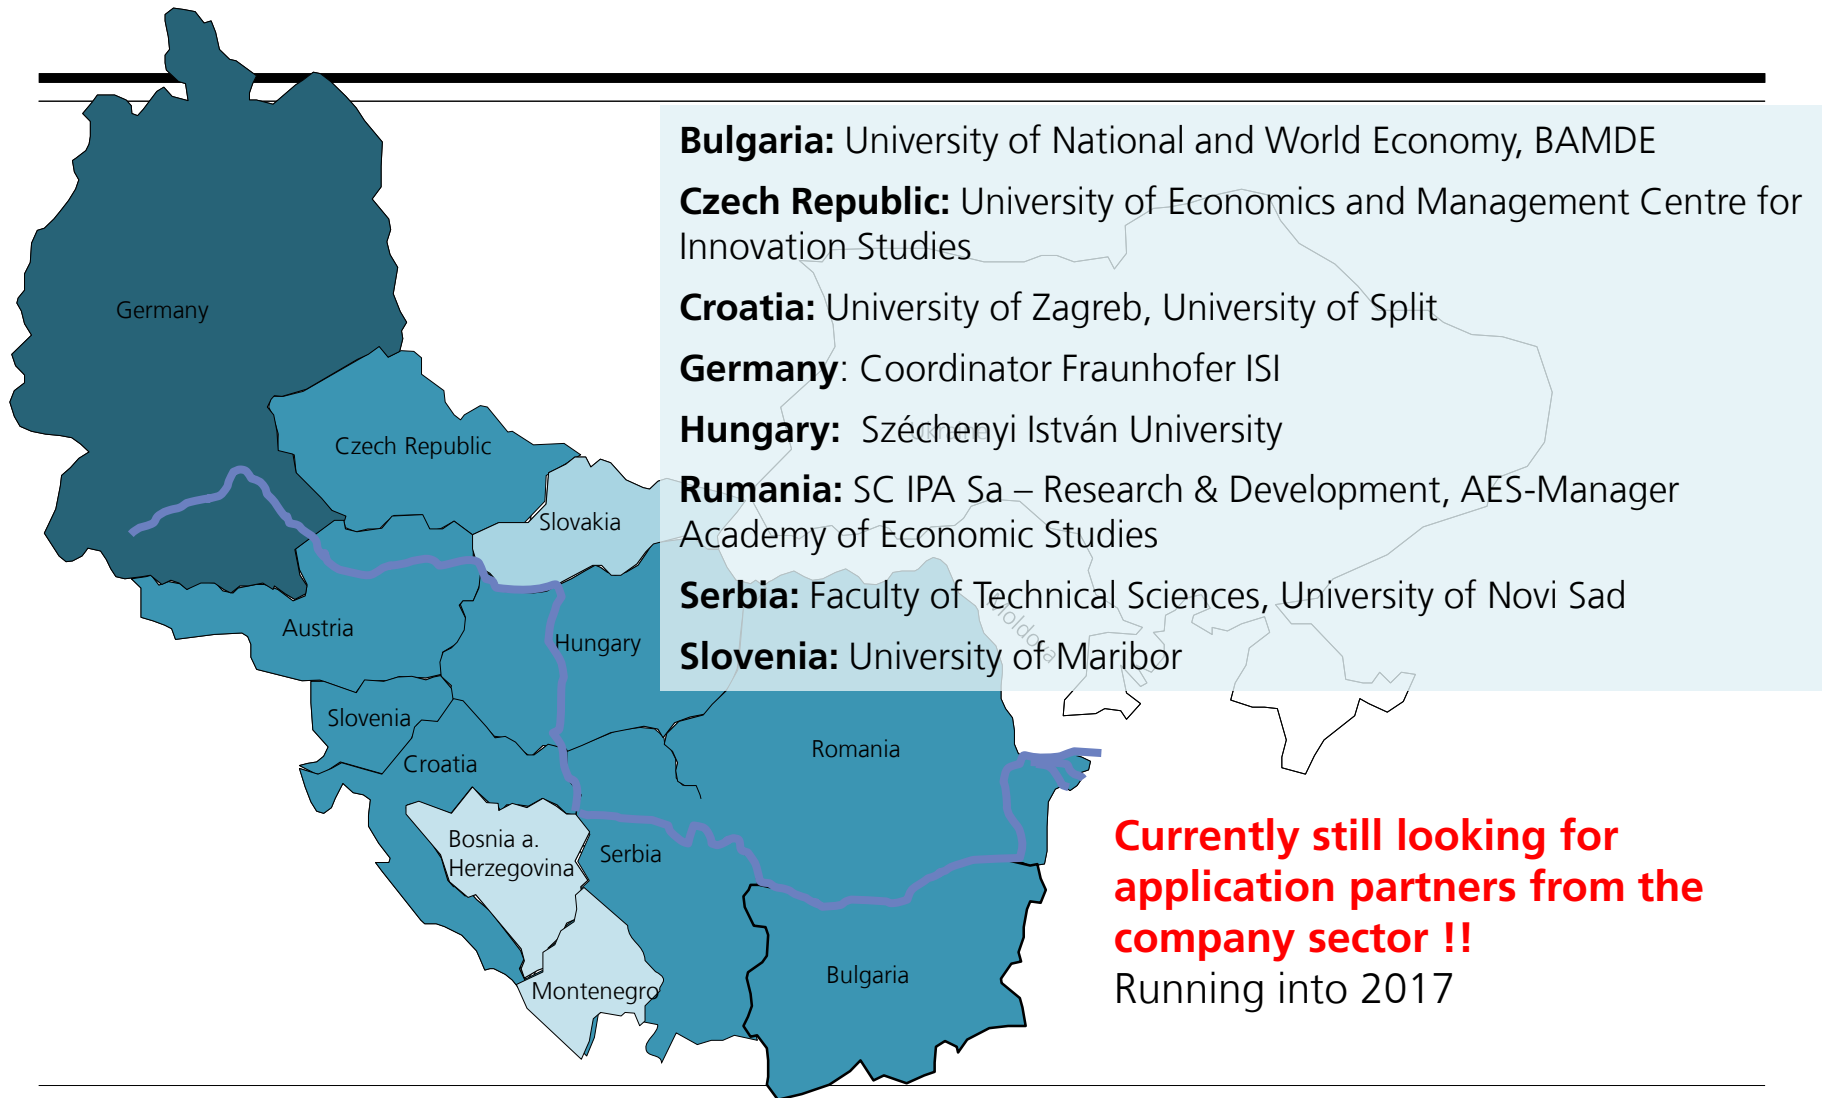 Bulgaria: University of National and World Economy, BAMDE
Czech Republic: University of Economics and Management Centre for
Innovation Studies
Croatia: University of Zagreb, University of Split
Germany: Coordinator Fraunhofer ISI
Hungary: Széchenyi István University
Rumania: SC IPA Sa – Research & Development, AES-Manager
Academy of Economic Studies
Serbia: Faculty of Technical Sciences, University of Novi Sad
Slovenia: University of Maribor
Germany
Czech Republic
Slovakia
Ukraine
Moldova
Austria
Hungary
Slovenia
Croatia
Romania
Bosnia a.
Herzegovina
Serbia
Bulgaria
Montenegro
Currently still looking for
application partners from the
company sector !!
Running into 2017